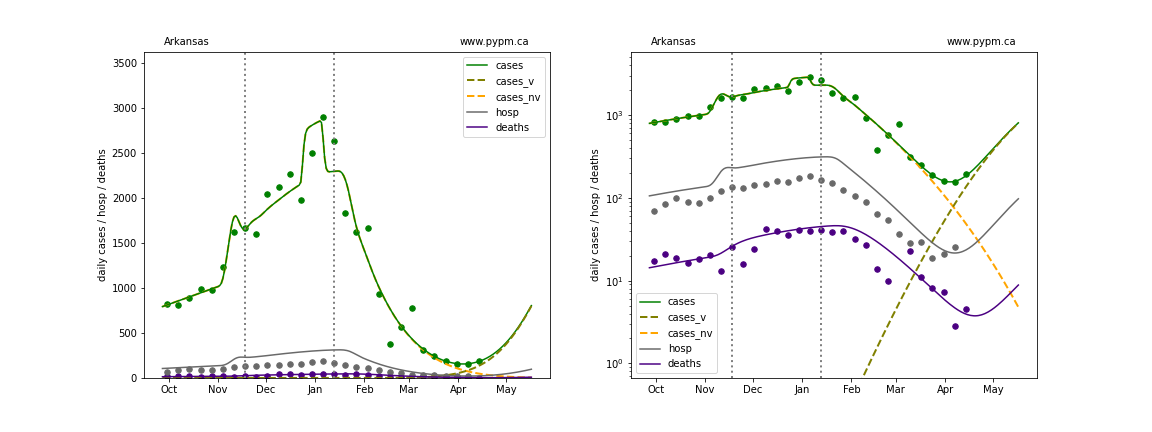 Arkansas www.pypm.ca
3500
3000
2500
2000
1500
1000
500
0
daily cases / hosp / deaths
cases
cases_v
cases_nv
hosp
deaths
Oct Nov Dec Jan Feb Mar Apr May
Arkansas www.pypm.ca
10³
10²
10¹
10⁰
daily cases / hosp / deaths
cases
cases_v
cases_nv
hosp
deaths
Oct Nov Dec Jan Feb Mar Apr May